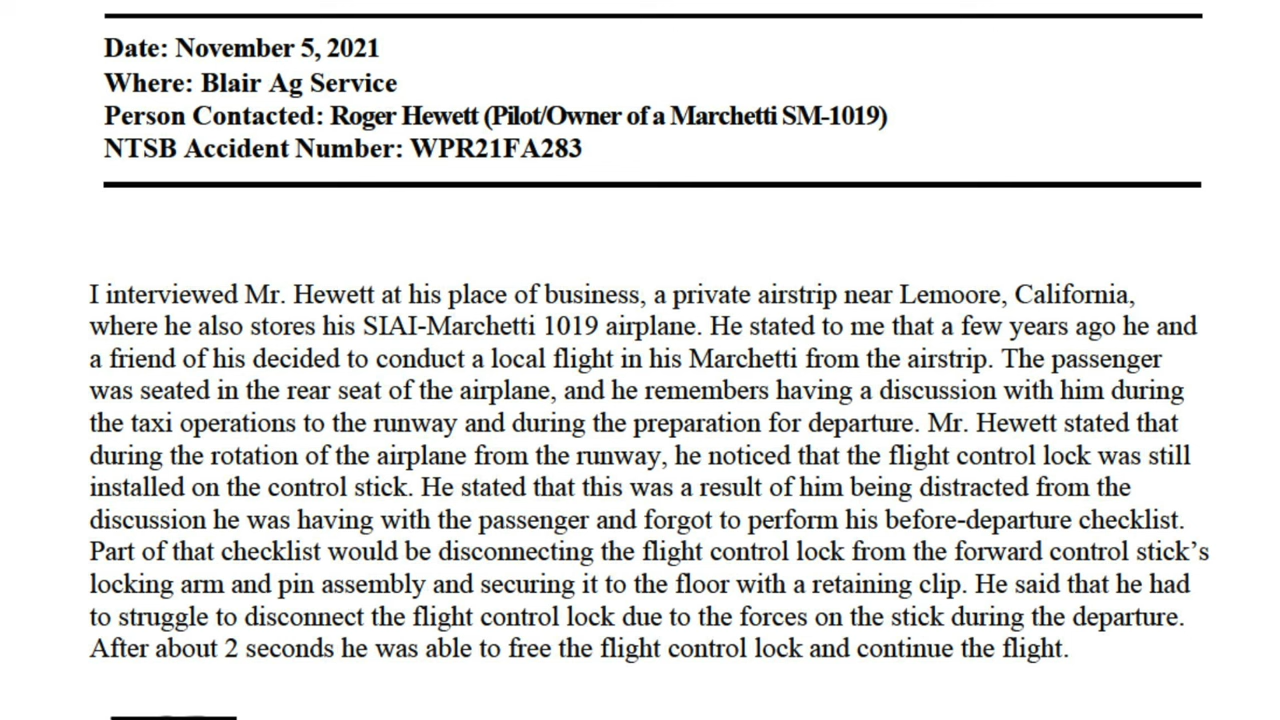 Date: November 5, 2021
Where: Blair Ag Service
Person Contacted: Roger Hewett (Pilot/Owner of a Marchetti SM-1019)
NTSB Accident Number: WPR21FA283
I interviewed Mr. Hewett at his place of business, a private airstrip near Lemoore, California,
where he also stores his SIAI-Marchetti 1019 airplane. He stated to me that a few years ago he and
a friend of his decided to conduct a local flight in his Marchetti from the airstrip. The passenger
was seated in the rear seat of the airplane, and he remembers having a discussion with him during
the taxi operations to the runway and during the preparation for departure. Mr. Hewett stated that
during the rotation of the airplane from the runway, he noticed that the flight control lock was still
installed on the control stick. He stated that this was a result of him being distracted from the
discussion he was having with the passenger and forgot to perform his before-departure checklist.
Part of that checklist would be disconnecting the flight control lock from the forward control stick’s
locking arm and pin assembly and securing it to the floor with a retaining clip. He said that he had
to struggle to disconnect the flight control lock due to the forces on the stick during the departure.
After about 2 seconds he was able to free the flight control lock and continue the flight.